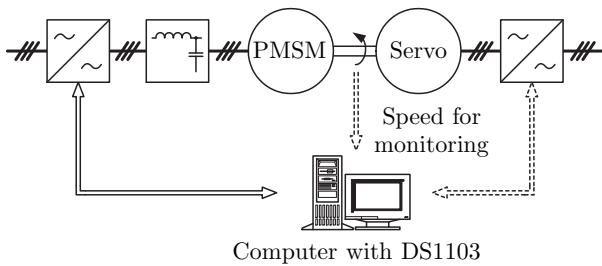 PMSM
Servo
Speed for
monitoring
Computer with DS1103